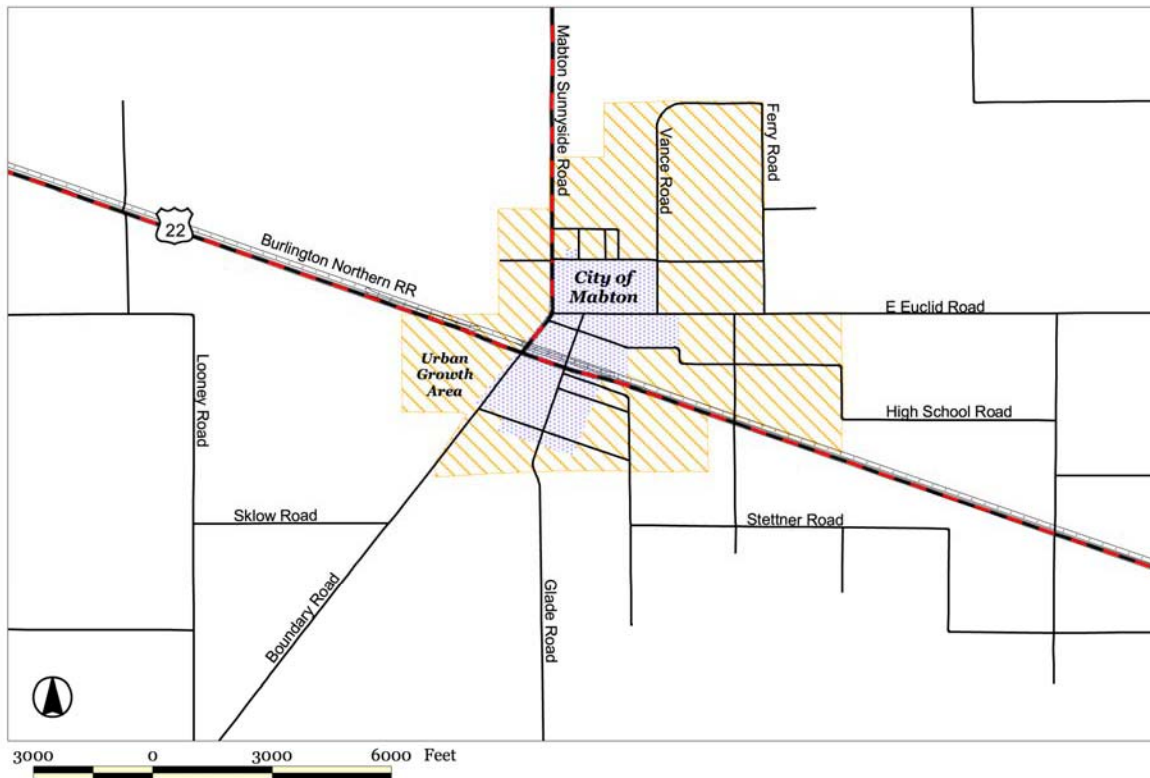 Mabton Sunnyside Road
Ferry Road
Vance Road
22
Burlington Northern RR
City of
Mabton
E Euclid Road
Urban
Growth
Area
Looney Road
High School Road
Sklow Road
Stettner Road
Boundary Road
Glade Road
3000 0 3000 6000 Feet